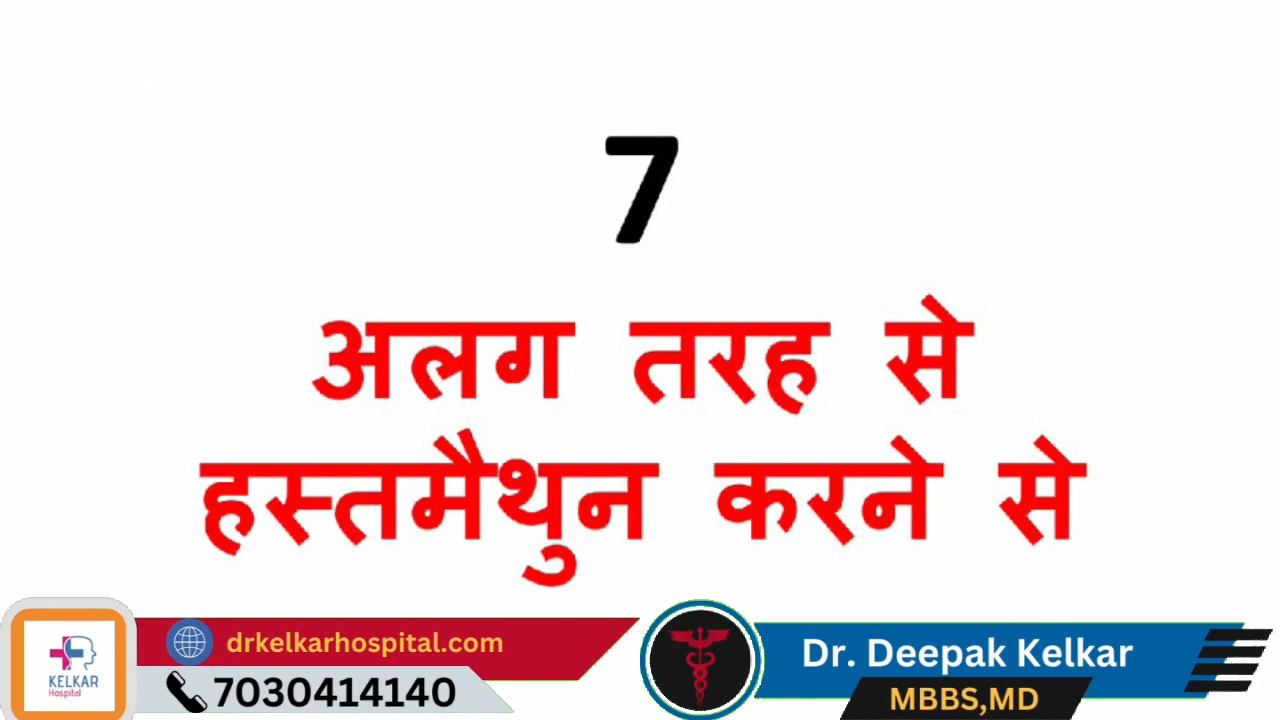 7
अलग तरह से
हस्तमैथुन करने से
drkelkarhospital.com
7030414140
KELKAR
Hospital
Dr. Deepak Kelkar
MBBS,MD